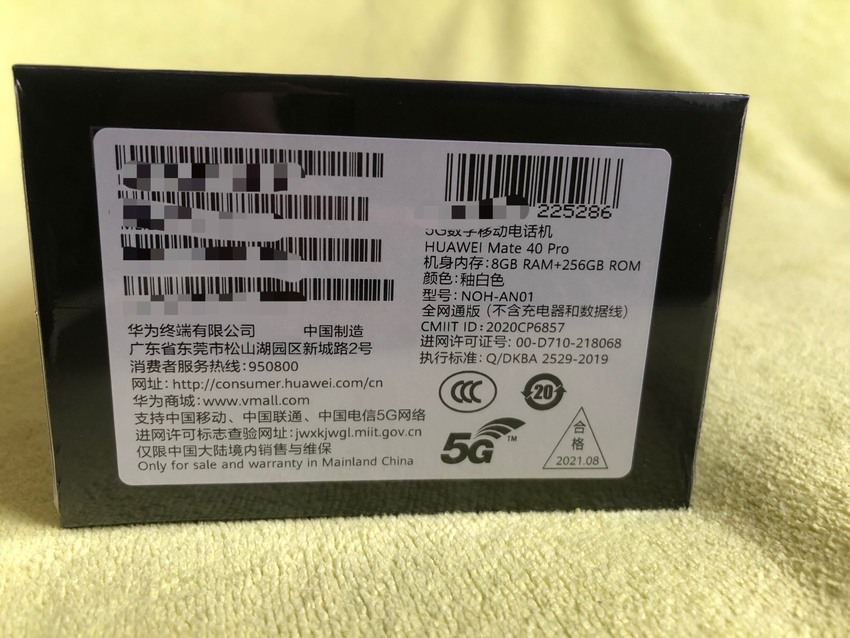 华为终端有限公司 中国制造
广东省东莞市松山湖园区新城路2号
消费者服务热线:950800
网址: http://consumer.huawei.com/cn
华为商城: www.vmall.com
支持中国移动、中国联通、中国电信5G网络
进网许可标志查验网址:jwxkjwgl.miit.gov.cn
仅限中国大陆境内销售与维保
Only for sale and warranty in Mainland China
225286
5G数字移动电话机
HUAWEI Mate 40 Pro
机身内存:8GB RAM+256GB ROM
颜色:釉白色
型号: NOH-AN01
全网通版 (不含充电器和数据线)
CMIIT ID: 2020CP6857
进网许可证号: 00-D710-218068
执行标准: Q/DKBA 2529-2019
CCC
20
5G TM
合
格
2021.08